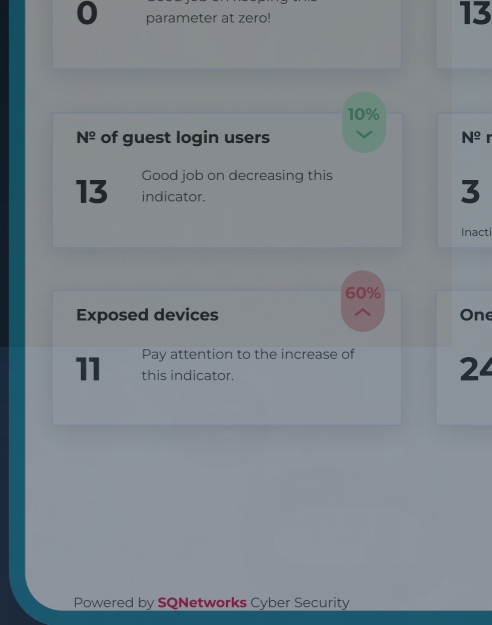 0
parameter at zero!
13
10%
Nº of guest login users
13
Good job on decreasing this
indicator.
3
60%
Exposed devices
11
Pay attention to the increase of
this indicator.
One
24
Powered by SQNetworks Cyber Security